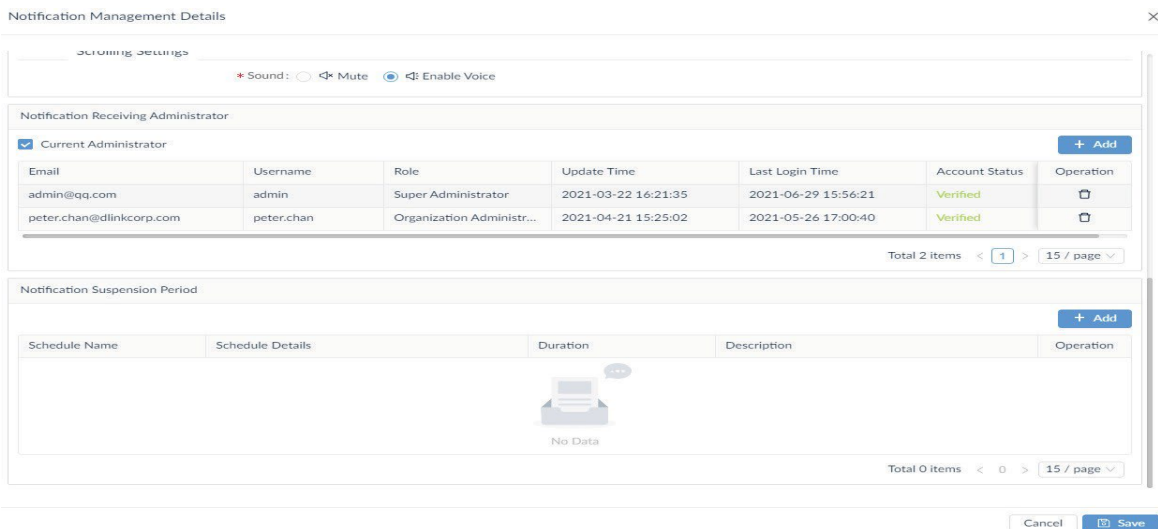 Notification Management Details
Scrolling Settings
* Sound : Mute Enable Voice
Notification Receiving Administrator
Current Administrator
+ Add
Email Username Role Update Time Last Login Time Account Status Operation
admin@qq.com admin Super Administrator 2021-03-22 16:21:35 2021-06-29 15:56:21 Verified
peter.chan@dlinkcorp.com peter.chan Organization Administr... 2021-04-21 15:25:02 2021-05-26 17:00:40 Verified
Total 2 items < 1 > 15 / page
Notification Suspension Period
+ Add
Schedule Name Schedule Details Duration Description Operation
No Data
Total 0 items < 0 > 15 / page
Cancel Save